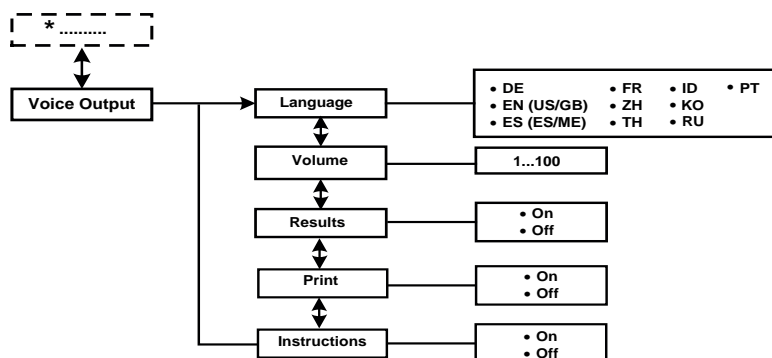 * ..........
Voice Output
Language
• DE • FR • ID • PT
• EN (US/GB) • ZH • KO
• ES (ES/ME) • TH • RU
Volume
1...100
Results
• On
• Off
Print
• On
• Off
Instructions
• On
• Off